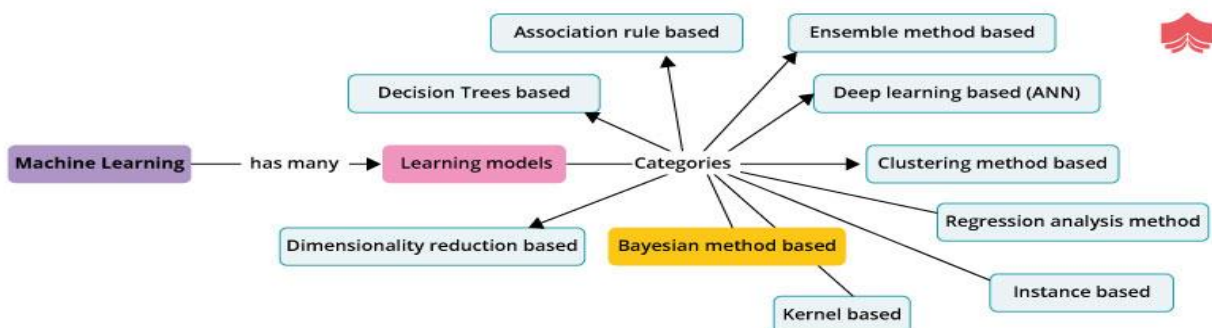 Association rule based
Ensemble method based
Decision Trees based
Deep learning based (ANN)
Machine Learning
has many
Learning models
Categories
Clustering method based
Regression analysis method
Dimensionality reduction based
Bayesian method based
Instance based
Kernel based